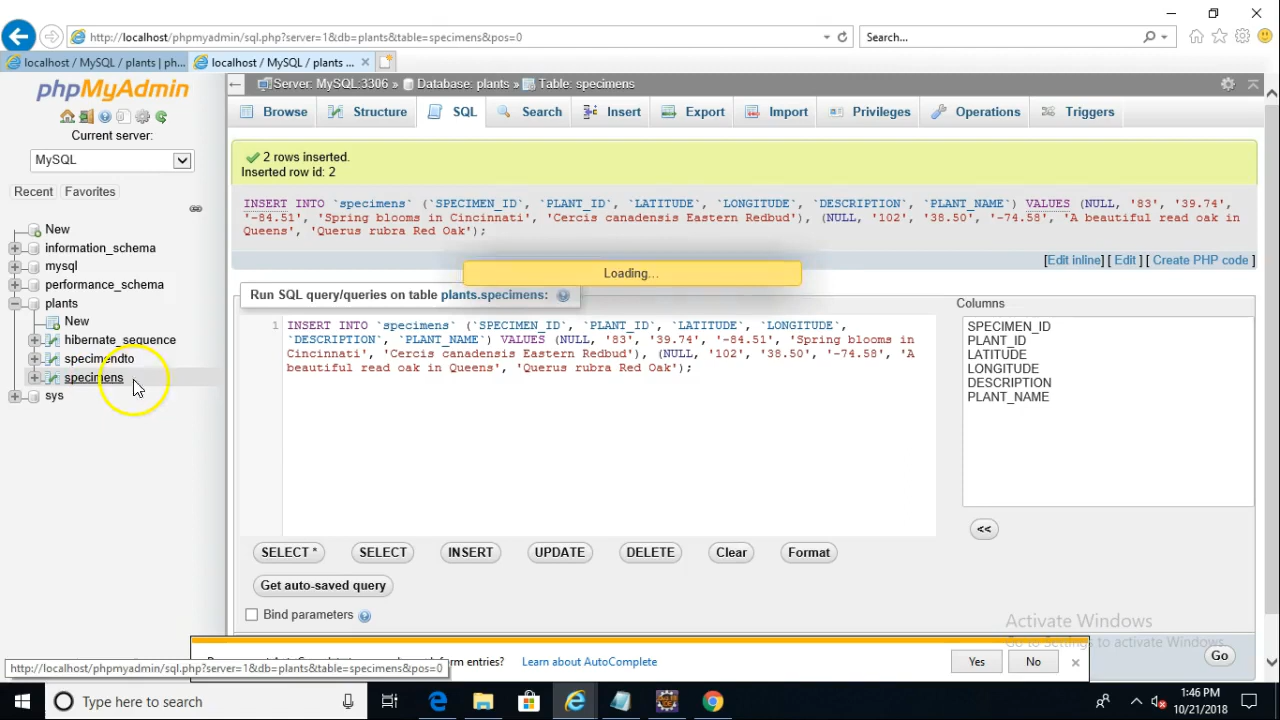 http://localhost/phpmyadmin/sql.php?server=1&db=plants&table=specimens&pos=0
Search...
localhost / MySQL / plants | ph...
localhost / MySQL / plants ...
phpMyAdmin
Current server:
MySQL
Recent
Favorites
New
information_schema
mysql
performance_schema
plants
New
hibernate_sequence
specimendto
specimens
sys
Server: MySQL:3306 » Database: plants » Table: specimens
Browse
Structure
SQL
Search
Insert
Export
Import
Privileges
Operations
Triggers
2 rows inserted.
Inserted row id: 2
INSERT INTO `specimens` (`SPECIMEN_ID`, `PLANT_ID`, `LATITUDE`, `LONGITUDE`, `DESCRIPTION`, `PLANT_NAME`) VALUES (NULL, '83', '39.74',
'-84.51', 'Spring blooms in Cincinnati', 'Cercis canadensis Eastern Redbud'), (NULL, '102', '38.50', '-74.58', 'A beautiful read oak in
Queens', 'Querus rubra Red Oak');
[Edit inline] [ Edit ] [ Create PHP code ]
Loading...
Run SQL query/queries on table plants.specimens:
1
INSERT INTO `specimens` (`SPECIMEN_ID`, `PLANT_ID`, `LATITUDE`, `LONGITUDE`,
`DESCRIPTION`, `PLANT_NAME`) VALUES (NULL, '83', '39.74', '-84.51', 'Spring blooms in
Cincinnati', 'Cercis canadensis Eastern Redbud'), (NULL, '102', '38.50', '-74.58', 'A
beautiful read oak in Queens', 'Querus rubra Red Oak');
Columns
SPECIMEN_ID
PLANT_ID
LATITUDE
LONGITUDE
DESCRIPTION
PLANT_NAME
<<
SELECT *
SELECT
INSERT
UPDATE
DELETE
Clear
Format
Get auto-saved query
Bind parameters
Activate Windows
Go to Settings to activate Windows.
Go
orm entries?
Learn about AutoComplete
Yes
No
http://localhost/phpmyadmin/sql.php?server=1&db=plants&table=specimens&pos=0
Type here to search
1:46 PM
10/21/2018